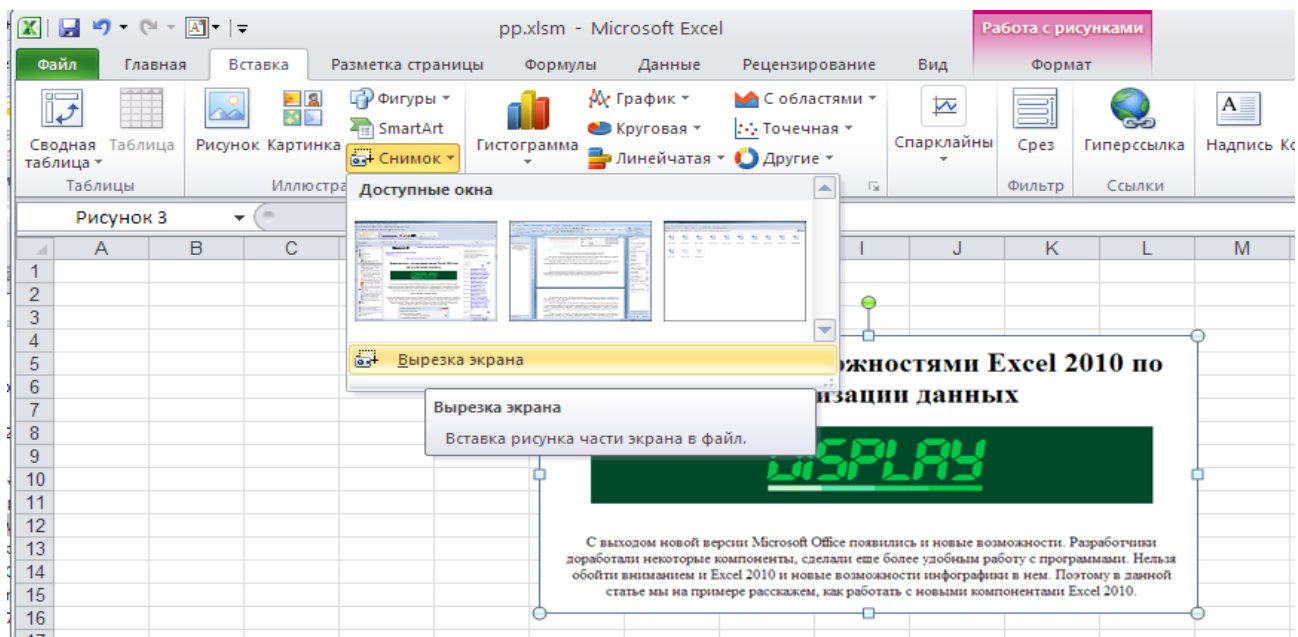 pp.xlsm - Microsoft Excel
Работа с рисунками
Файл Главная Вставка Разметка страницы Формулы Данные Рецензирование Вид Формат
Сводная таблица
Таблица
Рисунок
Картинка
Фигуры
SmartArt
Снимок
Гистограмма
График
Круговая
Линейчатая
С областями
Точечная
Другие
Спарклайны
Срез
Гиперссылка
Надпись
Таблицы
Фильтр
Ссылки
Доступные окна
Рисунок 3
A B C I J K L M
1
2
3
4
5
6
7
8
9
10
11
12
13
14
15
16
Вырезка экрана
Вырезка экрана
Вставка рисунка части экрана в файл.
Excel 2010 по
данных
DISPLAY
С выходом новой версии Microsoft Office появились и новые возможности. Разработчики
доработали некоторые компоненты, сделали еще более удобным работу с программами. Нельзя
обойти вниманием и Excel 2010 и новые возможности инфографики в нем. Поэтому в данной
статье мы на примере расскажем, как работать с новыми компонентами Excel 2010.